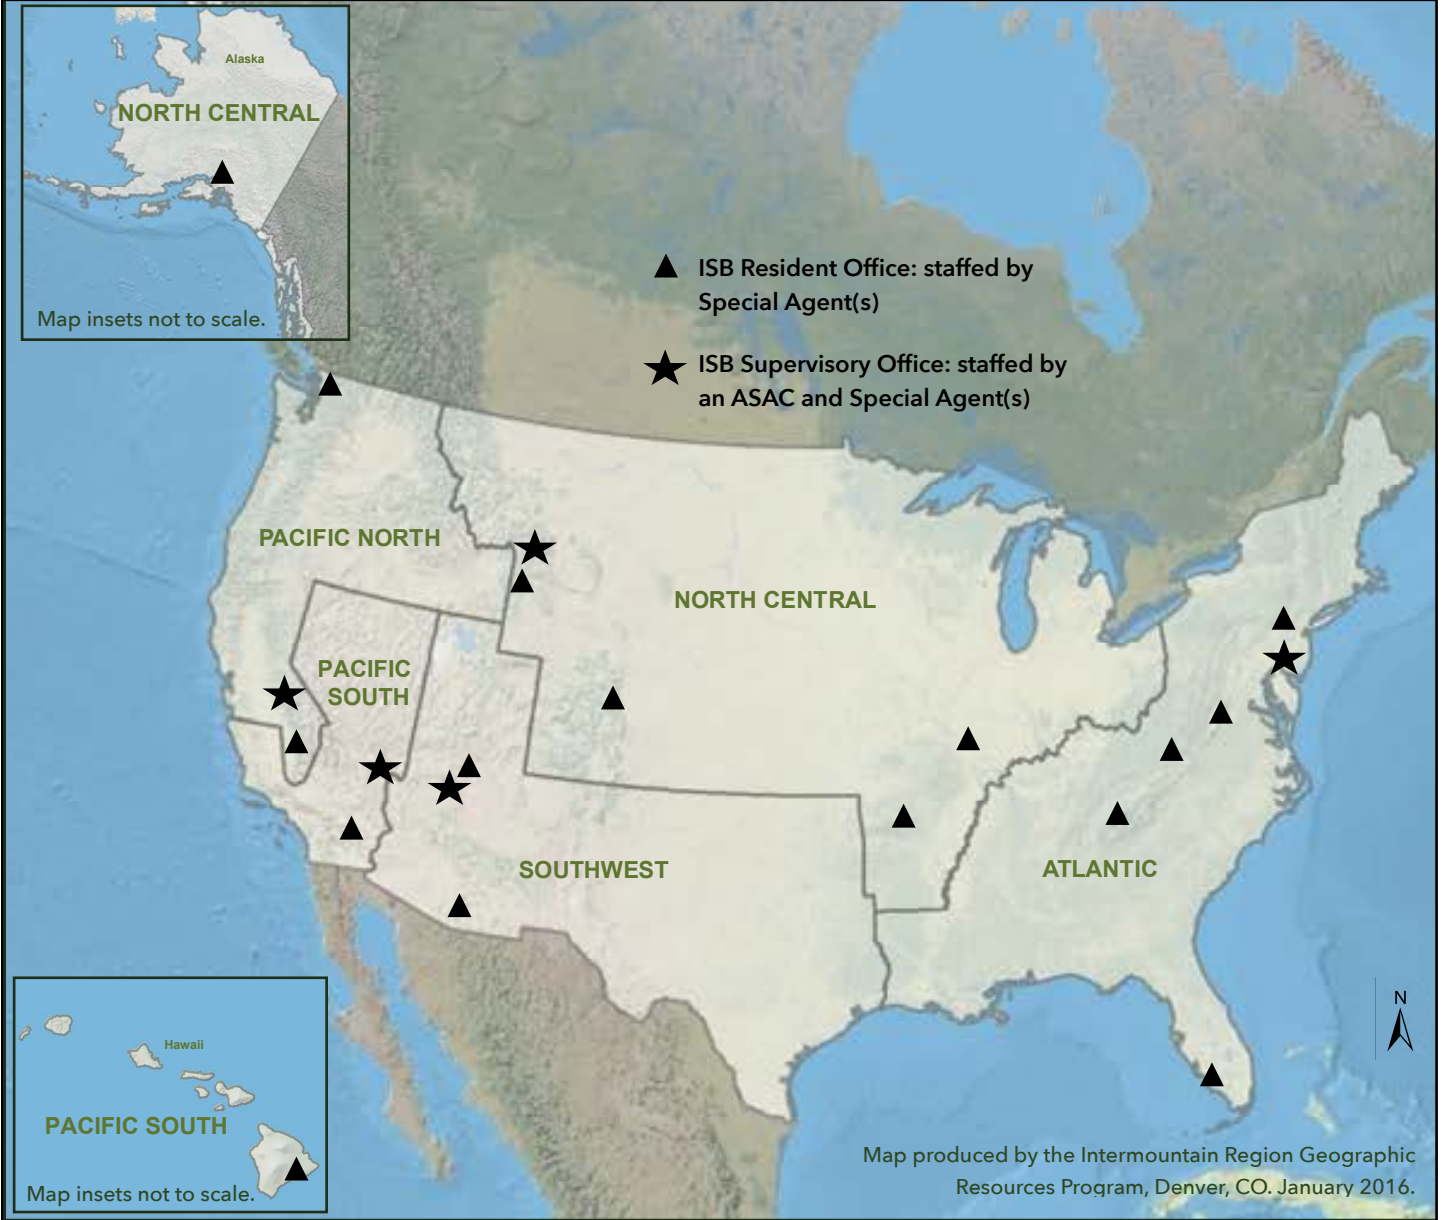 Alaska
NORTH CENTRAL
Map insets not to scale.
ISB Resident Office: staffed by
Special Agent(s)
ISB Supervisory Office: staffed by
an ASAC and Special Agent(s)
PACIFIC NORTH
NORTH CENTRAL
PACIFIC
SOUTH
SOUTHWEST
ATLANTIC
N
Hawaii
PACIFIC SOUTH
Map insets not to scale.
Map produced by the Intermountain Region Geographic
Resources Program, Denver, CO. January 2016.